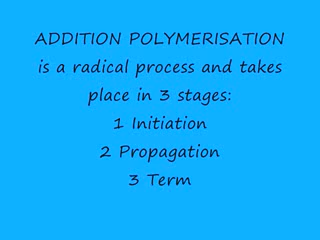 ADDITION POLYMERISATION
is a radical process and takes
place in 3 stages:
1 Initiation
2 Propagation
3 Term